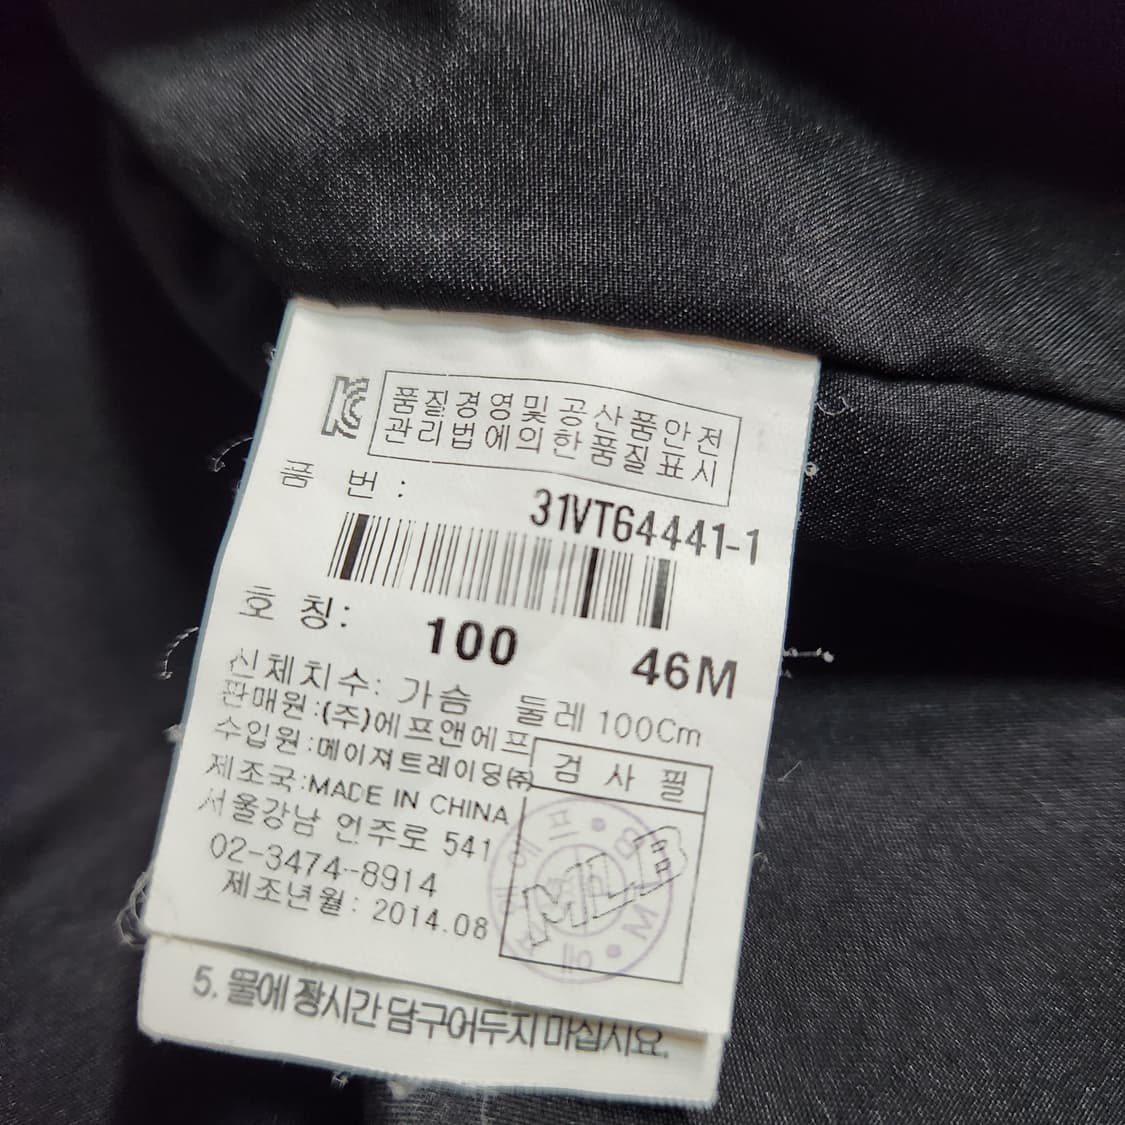 품질경영및공산품안전
관리법에의한품질표시
품 번 :
31VT64441-1
호 칭: 100 46M
신체치수: 가슴 둘레 100Cm
판매원:(주)에프앤에프
수입원:메이져트레이딩㈜
제조국:MADE IN CHINA
서울강남 언주로 541
02-3474-8914
제조년월: 2014.08
검 사 필
MLB
5. 물에 장시간 담구어두지 마십시요.